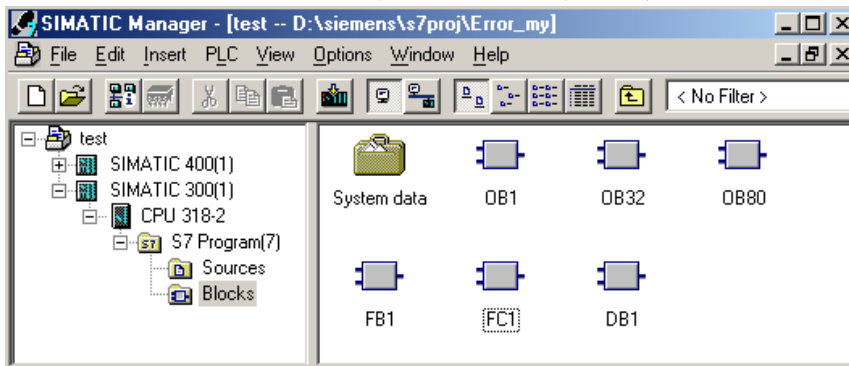 SIMATIC Manager - [test -- D:\siemens\s7proj\Error_my]
File Edit Insert PLC View Options Window Help
< No Filter >
test
SIMATIC 400(1)
SIMATIC 300(1)
CPU 318-2
S7 Program(7)
Sources
Blocks
System data OB1 OB32 OB80
FB1 FC1 DB1